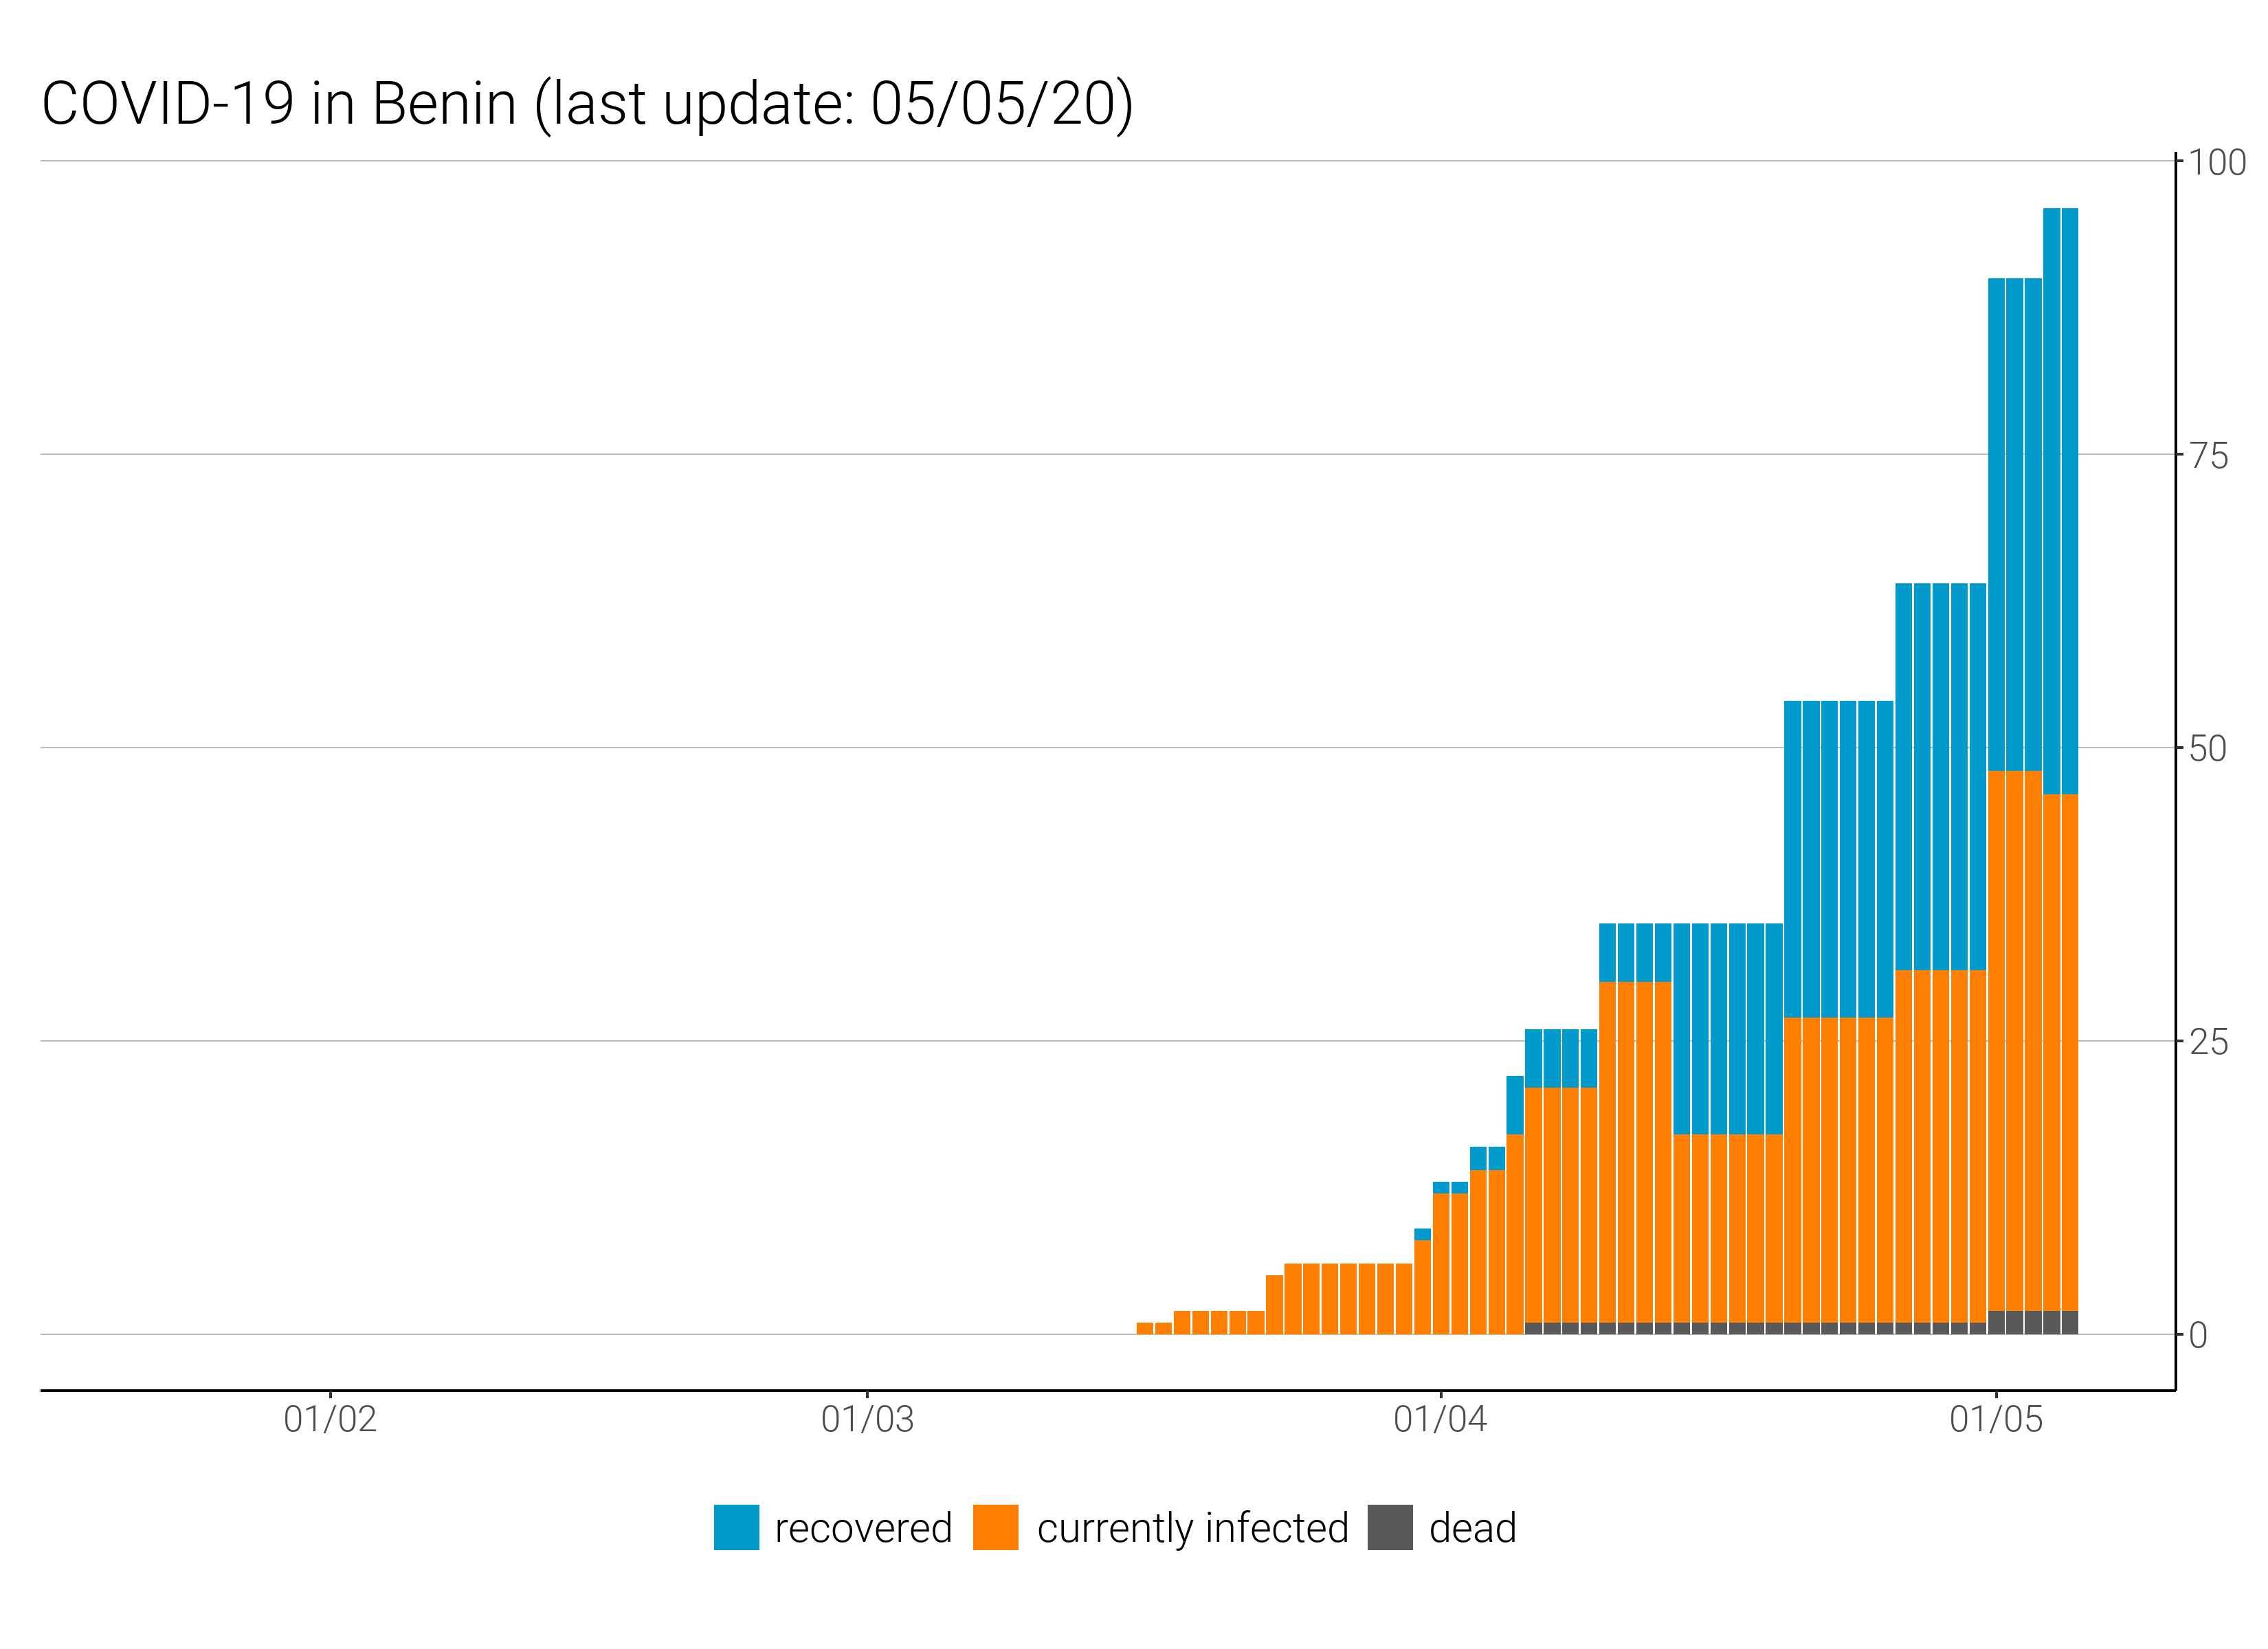 COVID-19 in Benin (last update: 05/05/20)
100
75
50
25
0
01/02 01/03 01/04 01/05
recovered currently infected dead